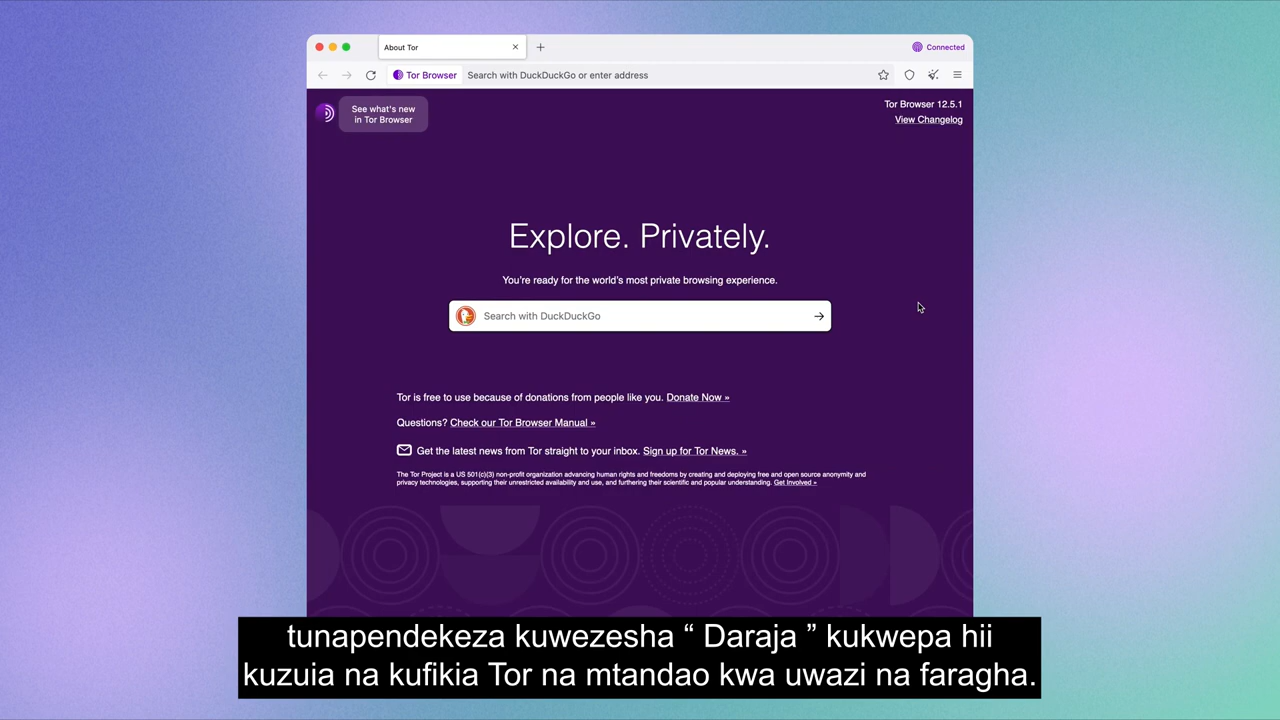 About Tor
Connected
Tor Browser
Search with DuckDuckGo or enter address
See what's new
in Tor Browser
Tor Browser 12.5.1
View Changelog
Explore. Privately.
You’re ready for the world’s most private browsing experience.
Search with DuckDuckGo
Tor is free to use because of donations from people like you. Donate Now »
Questions? Check our Tor Browser Manual »
Get the latest news from Tor straight to your inbox. Sign up for Tor News. »
The Tor Project is a US 501(c)(3) non-profit organization advancing human rights and freedoms by creating and deploying free and open source anonymity and
privacy technologies, supporting their unrestricted availability and use, and furthering their scientific and popular understanding. Get Involved »
tunapendekeza kuwezesha “ Daraja ” kukwepa hii
kuzuia na kufikia Tor na mtandao kwa uwazi na faragha.